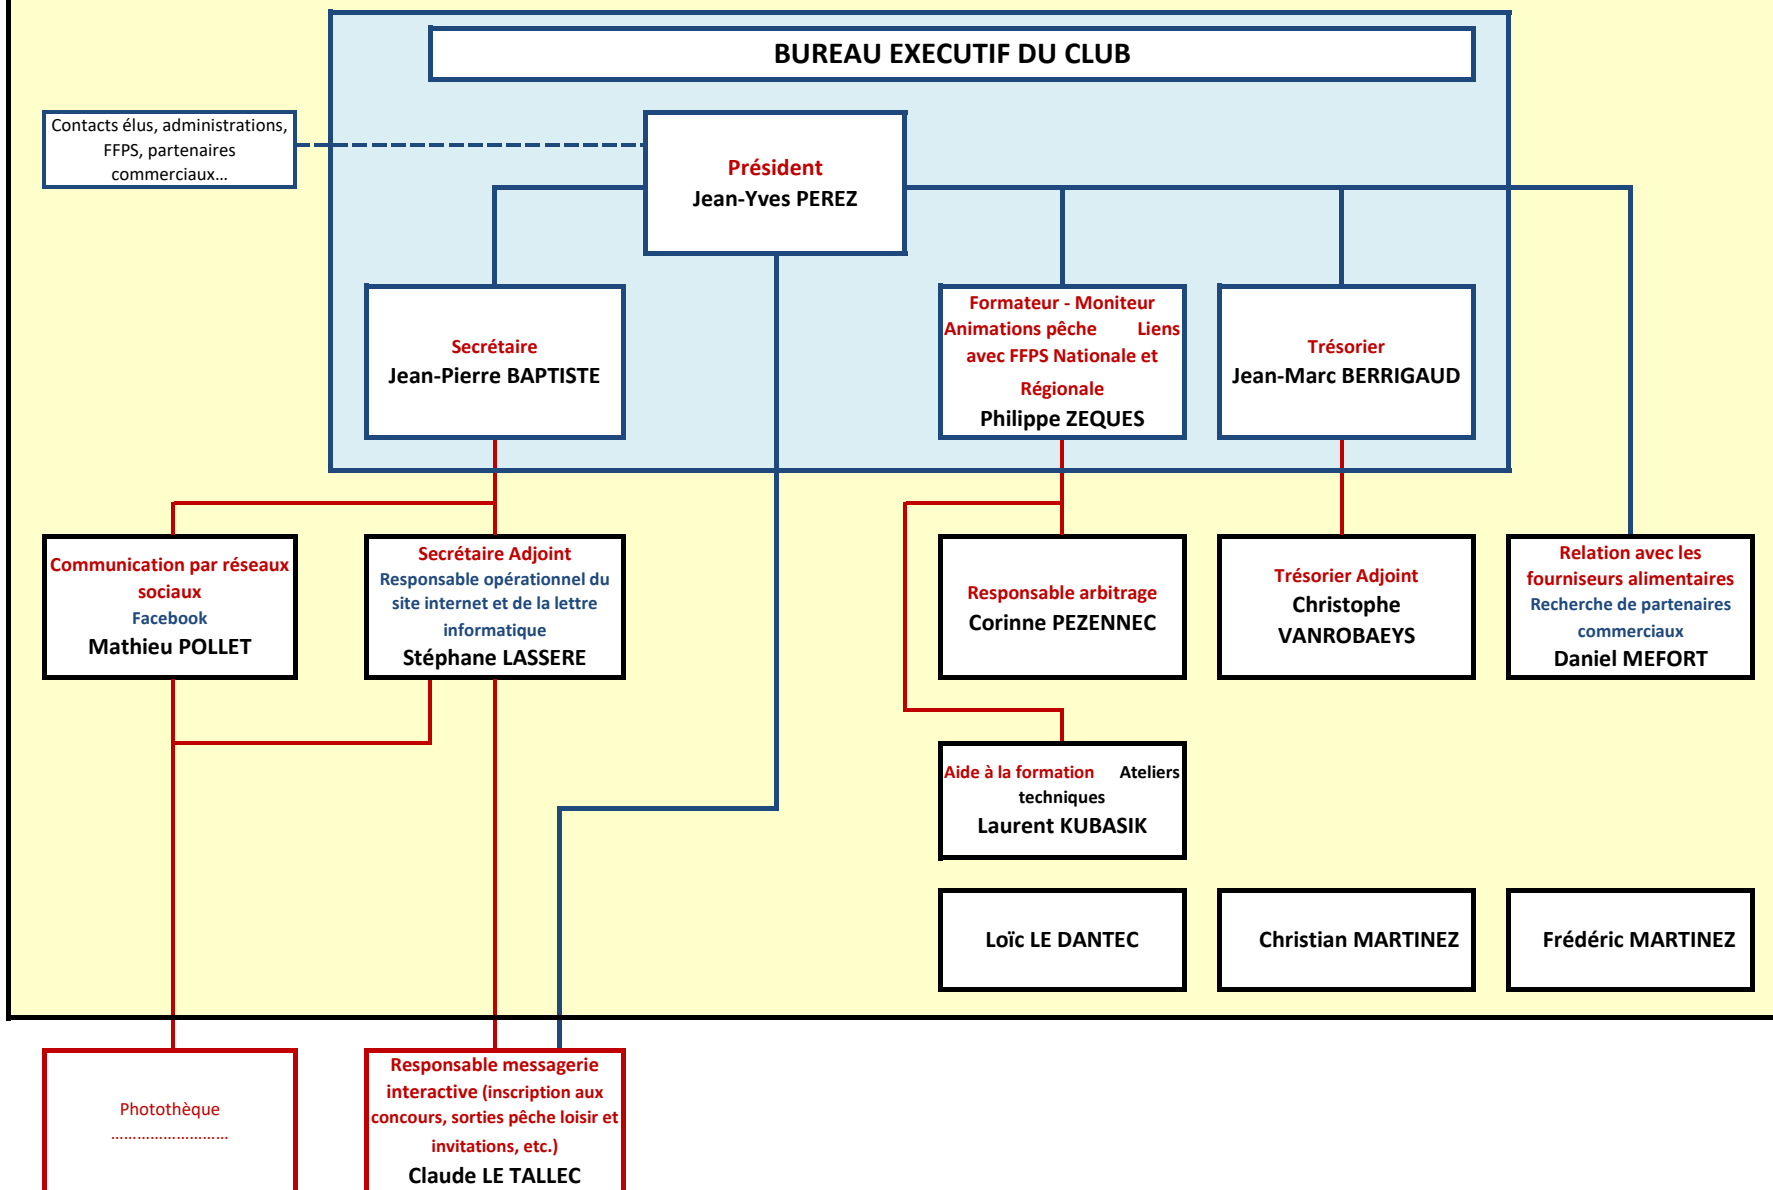 BUREAU EXECUTIF DU CLUB
Contacts élus, administrations,
FFPS, partenaires
commerciaux...
Président
Jean-Yves PEREZ
Secrétaire
Jean-Pierre BAPTISTE
Formateur - Moniteur
Animations pêche Liens
avec FFPS Nationale et
Régionale
Philippe ZEQUES
Trésorier
Jean-Marc BERRIGAUD
Communication par réseaux
sociaux
Facebook
Mathieu POLLET
Secrétaire Adjoint
Responsable opérationnel du
site internet et de la lettre
informatique
Stéphane LASSERE
Responsable arbitrage
Corinne PEZENNEC
Trésorier Adjoint
Christophe
VANROBAEYS
Relation avec les
fourniseurs alimentaires
Recherche de partenaires
commerciaux
Daniel MEFORT
Aide à la formation Ateliers
techniques
Laurent KUBASIK
Loïc LE DANTEC
Christian MARTINEZ
Frédéric MARTINEZ
Photothèque
...........................
Responsable messagerie
interactive (inscription aux
concours, sorties pêche loisir et
invitations, etc.)
Claude LE TALLEC